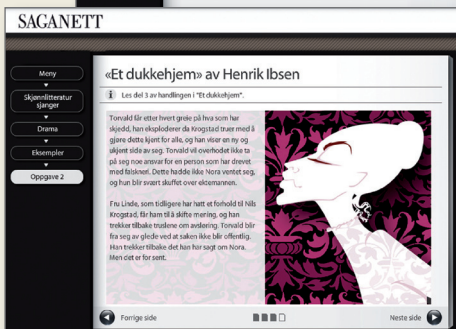 SAGANETT
Meny
Skjønnlitteratur
sjanger
Drama
Eksempler
Oppgave 2
«Et dukkehjem» av Henrik Ibsen
i Les del 3 av handlingen i "Et dukkehjem".
Torvald får etter hvert greie på hva som har
skjedd, han eksploderer da Krogstad truer med å
gjøre dette kjent for alle, og han viser en ny og
ukjent side av seg. Torvald vil overhodet ikke ta
på seg noe ansvar for en person som har drevet
med falskneri. Dette hadde ikke Nora ventet seg,
og hun blir svært skuffet over ektemannen.
Fru Linde, som tidligere har hatt et forhold til Nils
Krogstad, får ham til å skifte mening, og han
trekker tilbake truslene om avsløring. Torvald blir
fra seg av glede ved at saken ikke blir offentlig.
Han trekker tilbake det han har sagt om Nora.
Men det er for sent.
Forrige side
Neste side